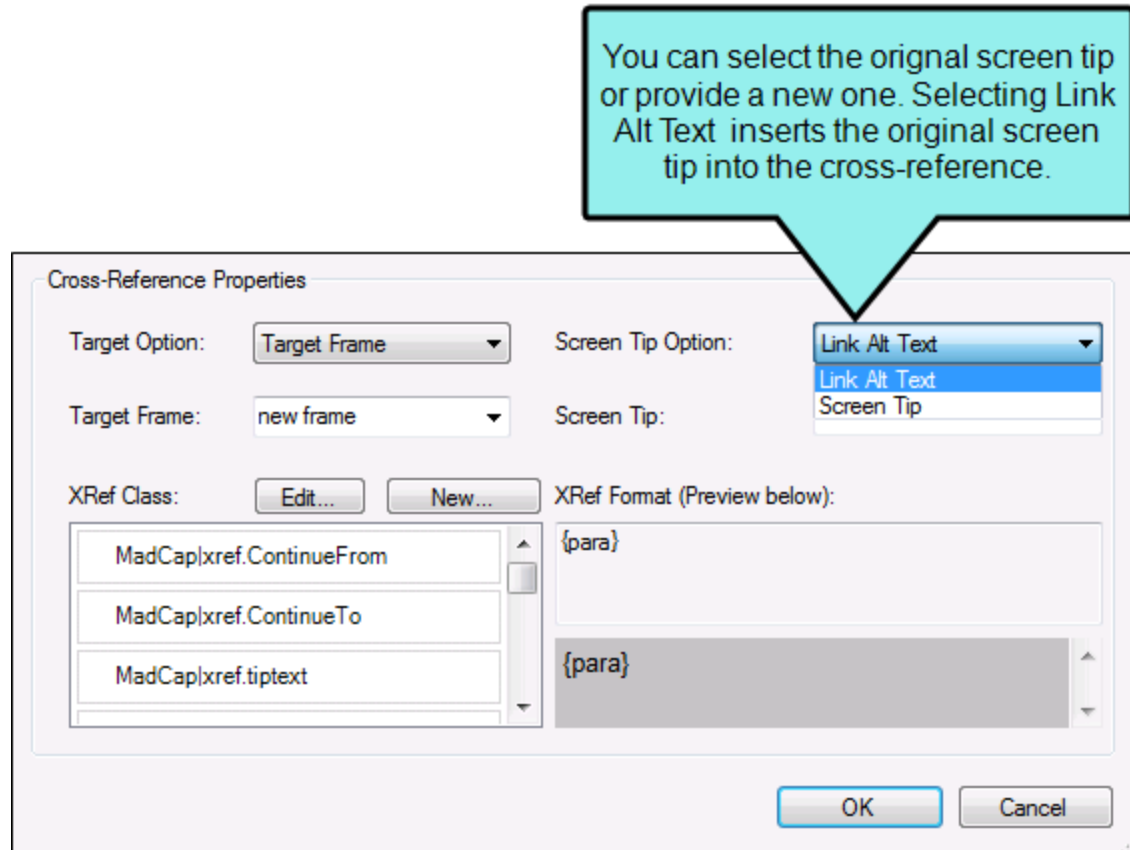 You can select the orignal screen tip
or provide a new one. Selecting Link
Alt Text  inserts the original screen
tip into the cross-reference.
Cross-Reference Properties
Target Option: Target Frame Screen Tip Option: Link Alt Text
Link Alt Text
Screen Tip
Target Frame: new frame Screen Tip:
XRef Class: Edit... New... XRef Format (Preview below):
MadCap|xref.ContinueFrom
MadCap|xref.ContinueTo
MadCap|xref.tiptext
{para}
{para}
OK Cancel